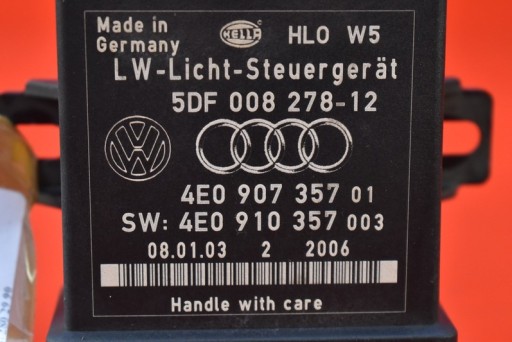 Made in
Germany
HELLA
HLO W5
LW-Licht-Steuergerät
5DF 008 278-12
4E0 907 357 01
SW: 4E0 910 357 003
08.01.03 2 2006
Handle with care